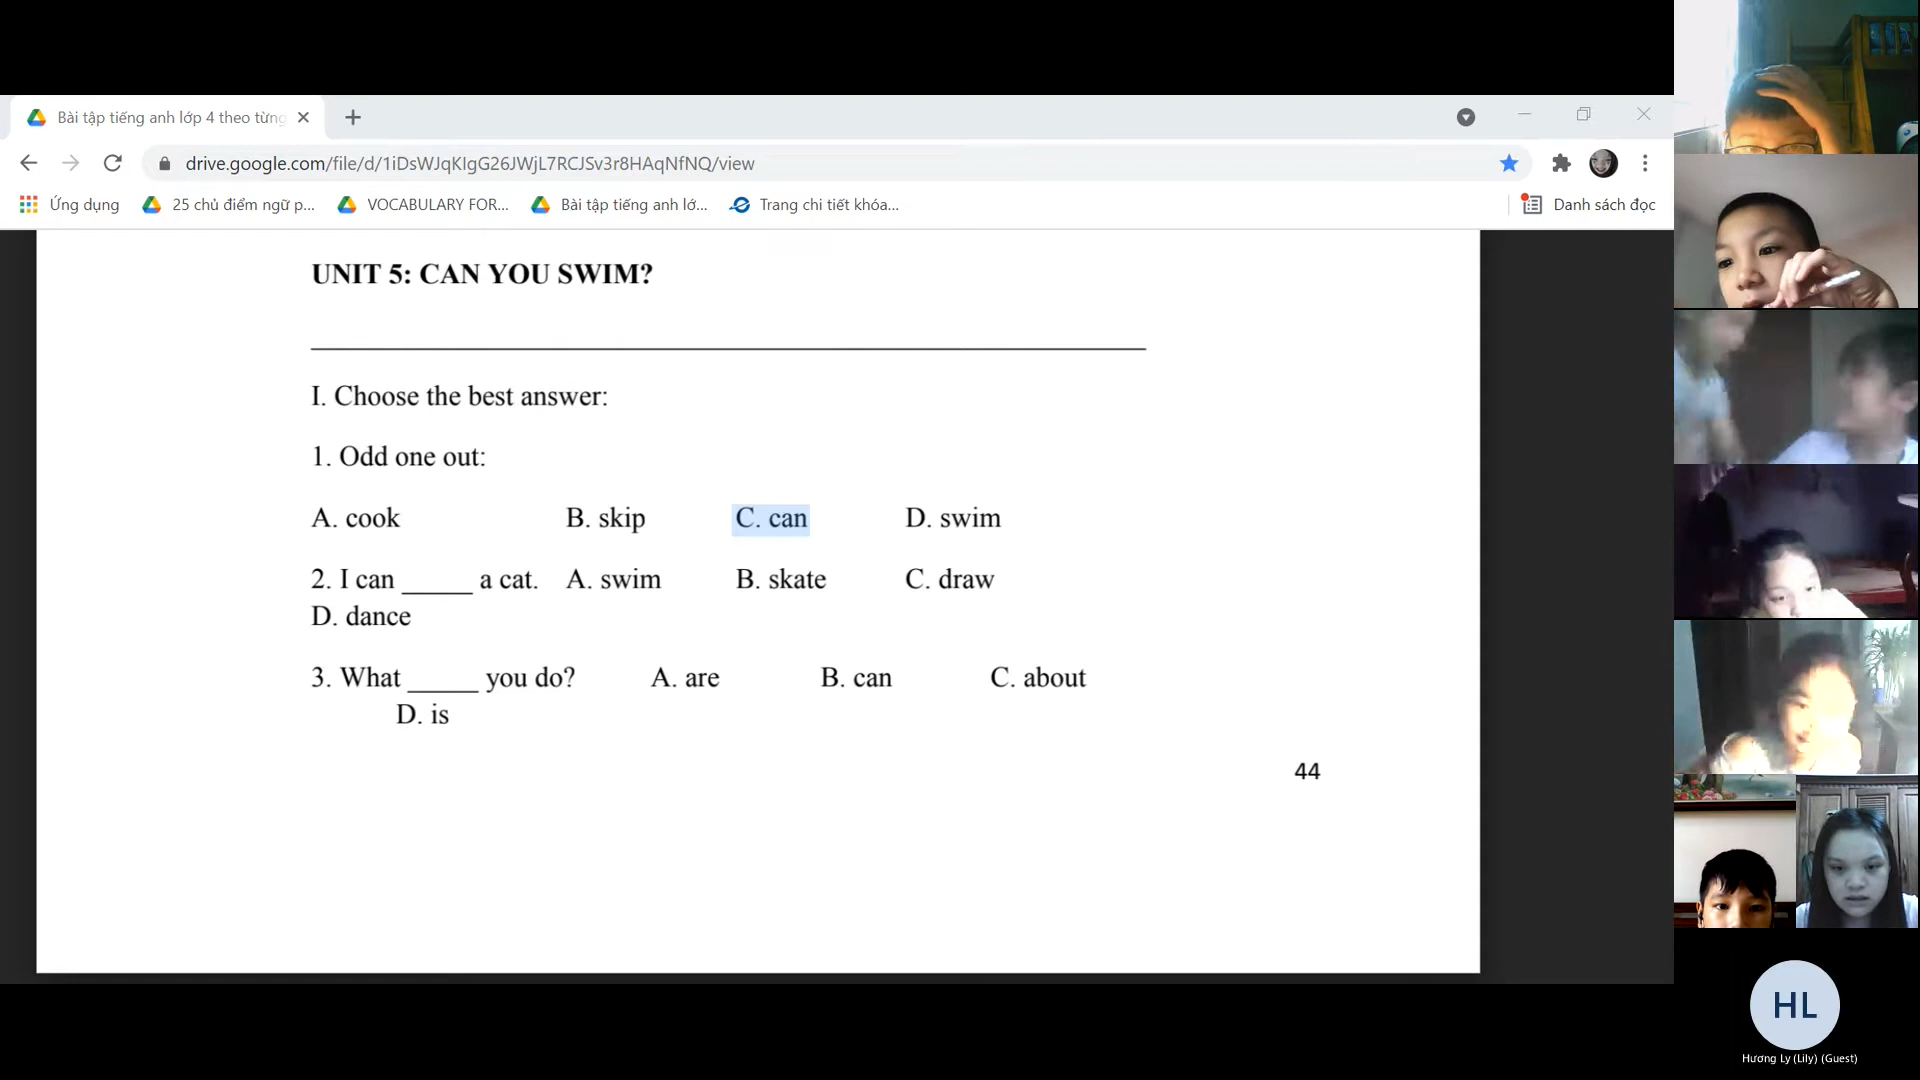 Bài tập tiếng anh lớp 4 theo từng
drive.google.com/file/d/1iDsWJqKIgG26JWjL7RCJSv3r8HAqNfNQ/view
Ứng dụng 25 chủ điểm ngữ p... VOCABULARY FOR... Bài tập tiếng anh lớ... Trang chi tiết khóa... Danh sách đọc
UNIT 5: CAN YOU SWIM?
I. Choose the best answer:
1. Odd one out:
A. cook B. skip C. can D. swim
2. I can _____ a cat. A. swim B. skate C. draw
D. dance
3. What _____ you do? A. are B. can C. about
D. is
44
HL
Hương Ly (Lily) (Guest)